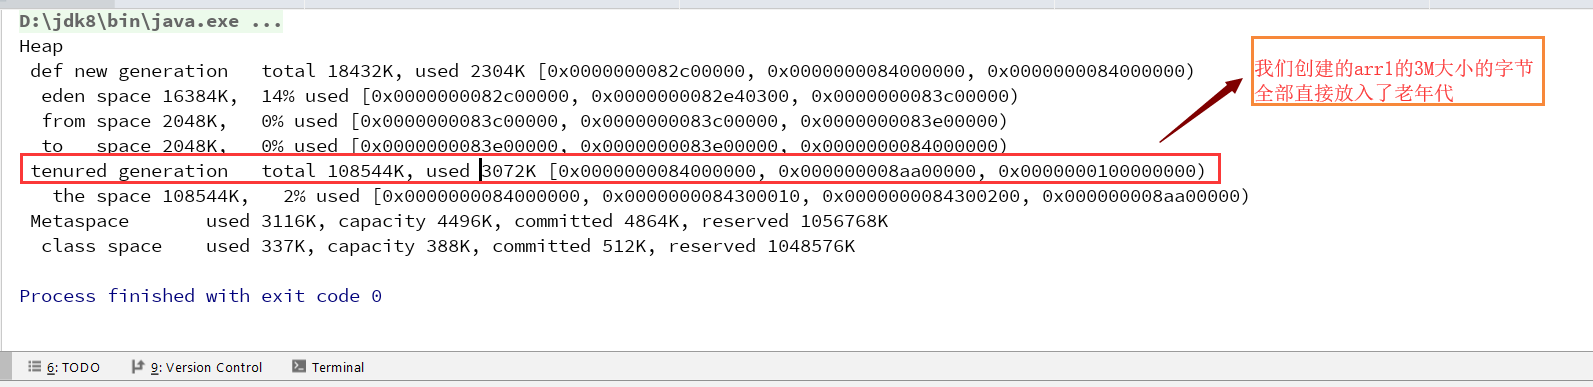 D:\jdk8\bin\java.exe ...
Heap
def new generation   total 18432K, used 2304K [0x0000000082c00000, 0x0000000084000000, 0x0000000084000000)
eden space 16384K,  14% used [0x0000000082c00000, 0x0000000082e40300, 0x0000000083c00000)
from space 2048K,   0% used [0x0000000083c00000, 0x0000000083c00000, 0x0000000083e00000)
to   space 2048K,   0% used [0x0000000083e00000, 0x0000000083e00000, 0x0000000084000000)
tenured generation   total 108544K, used 3072K [0x0000000084000000, 0x000000008aa00000, 0x0000000100000000)
the space 108544K,   2% used [0x0000000084000000, 0x0000000084300010, 0x0000000084300200, 0x000000008aa00000)
Metaspace       used 3116K, capacity 4496K, committed 4864K, reserved 1056768K
class space    used 337K, capacity 388K, committed 512K, reserved 1048576K
Process finished with exit code 0
我们创建的arr1的3M大小的字节
全部直接放入了老年代
6: TODO
9: Version Control
Terminal